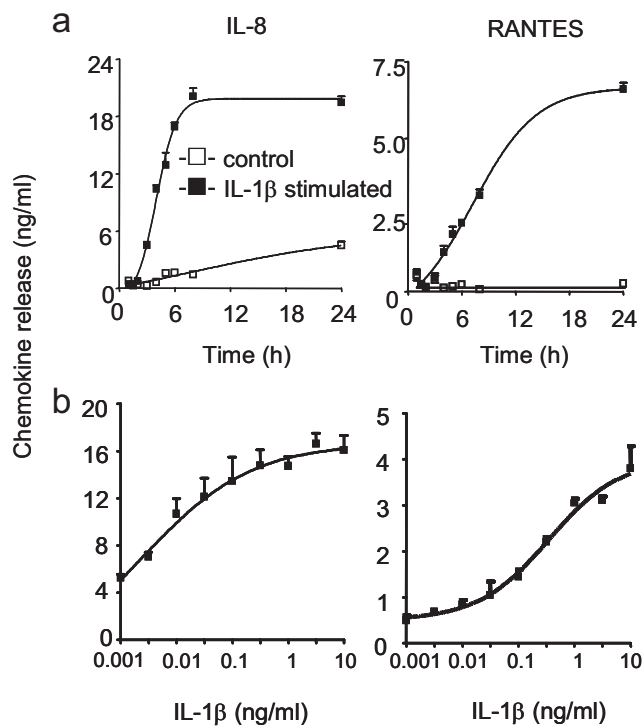 a
IL-8
RANTES
Chemokine release (ng/ml)
24
18
12
6
0
control
IL-1β stimulated
0 6 12 18 24
Time (h)
7.5
5.0
2.5
0
0 6 12 18 24
Time (h)
b
20
16
12
8
4
0
0.001 0.01 0.1 1 10
IL-1β (ng/ml)
5
4
3
2
1
0
0.001 0.01 0.1 1 10
IL-1β (ng/ml)